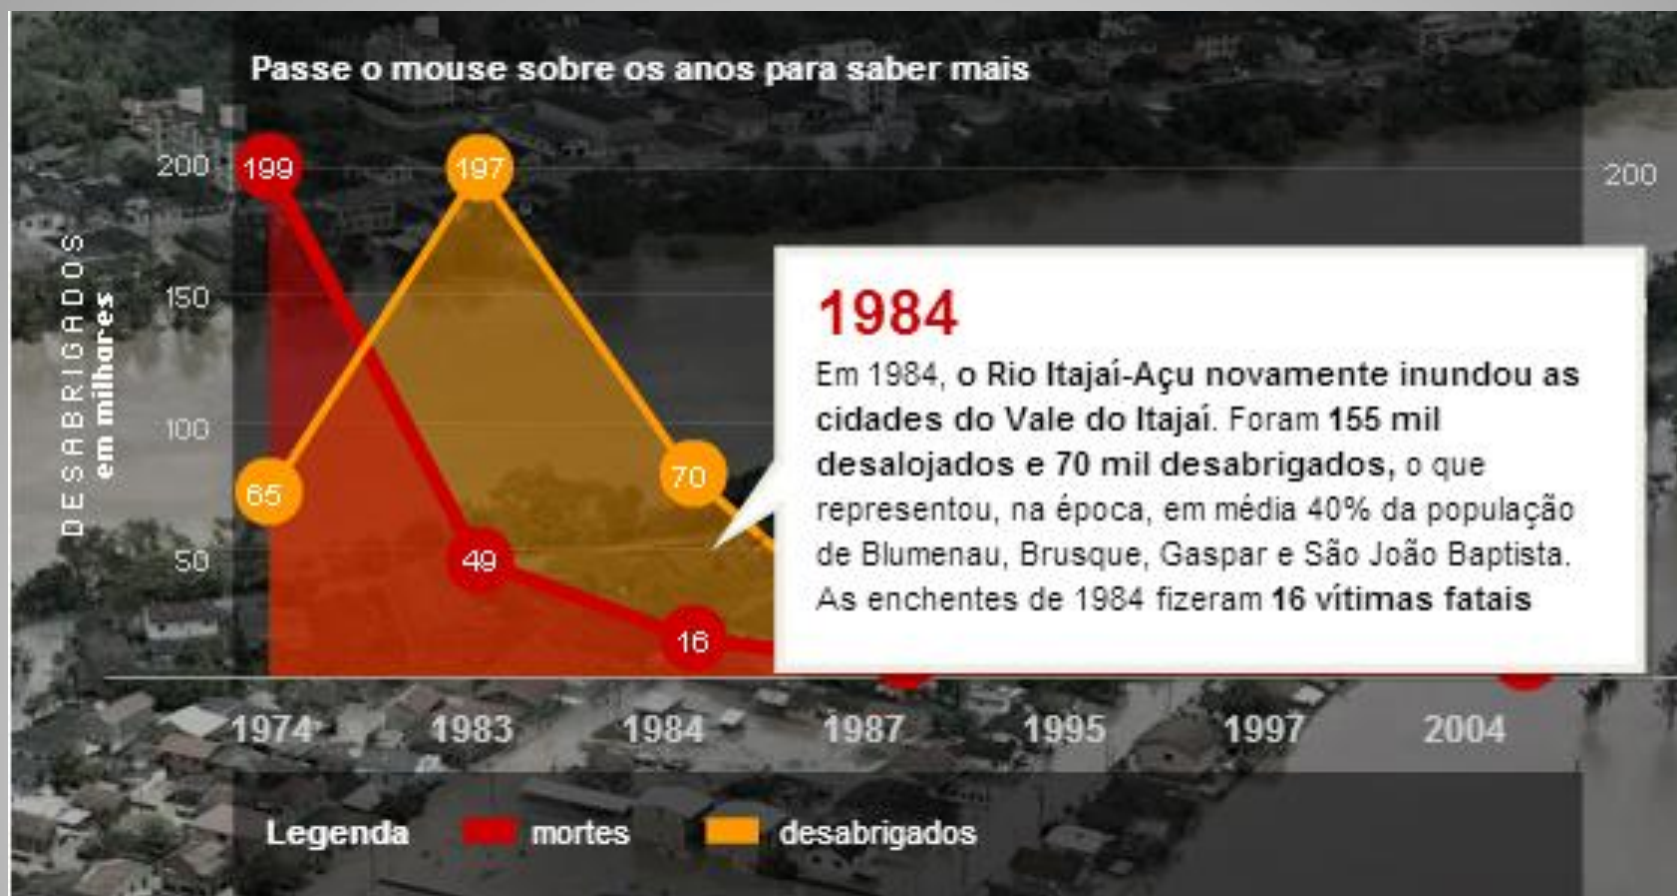 Passe o mouse sobre os anos para saber mais
200
150
100
50
DESABRIGADOS
em milhares
199
197
65
70
49
16
200
1984
Em 1984, o Rio Itajaí-Açu novamente inundou as
cidades do Vale do Itajaí. Foram 155 mil
desalojados e 70 mil desabrigados, o que
representou, na época, em média 40% da população
de Blumenau, Brusque, Gaspar e São João Baptista.
As enchentes de 1984 fizeram 16 vítimas fatais
1974 1983 1984 1987 1995 1997 2004
Legenda mortes desabrigados